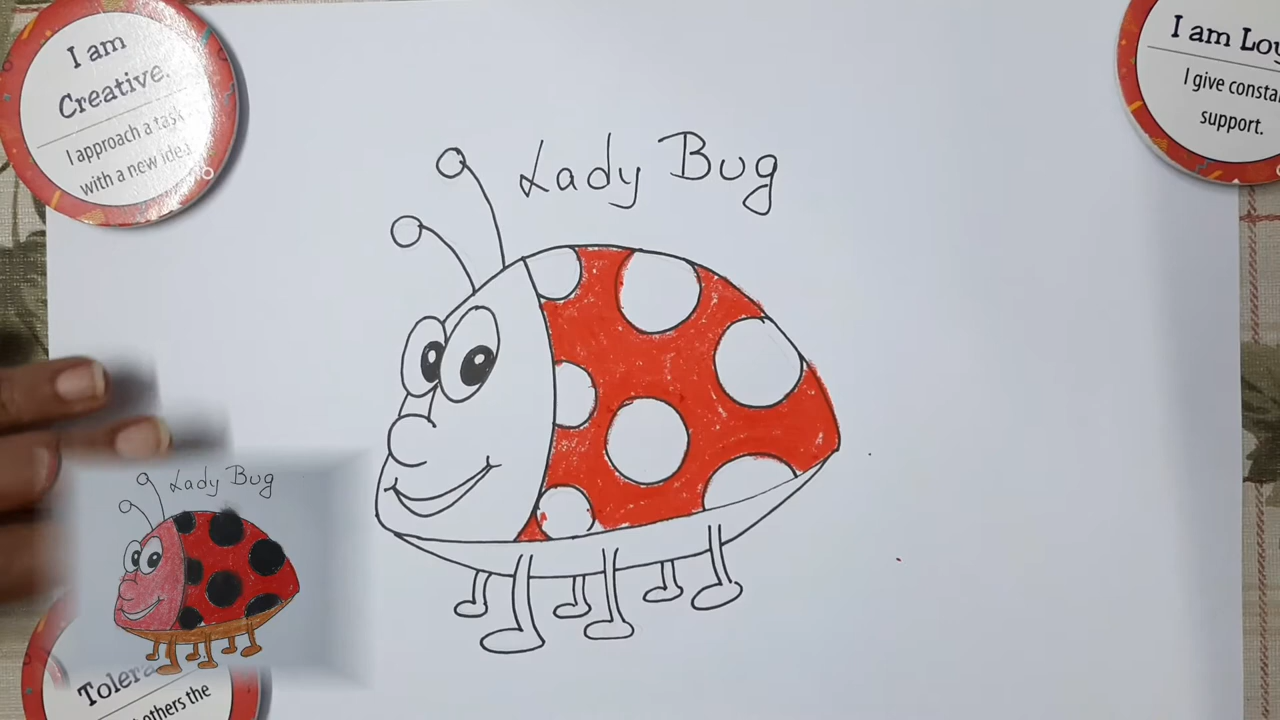 I am
Creative.
I approach a task
with a new idea
Lady Bug
I am Loy
I give consta
support.
Lady Bug
Tolera
others the